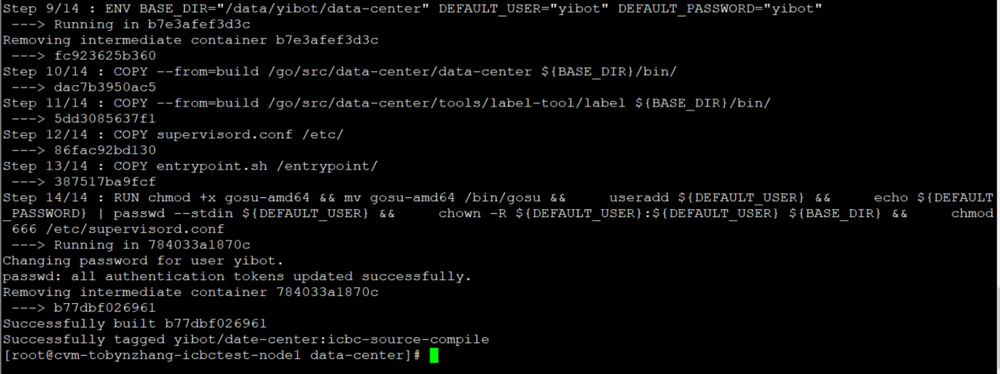 Step 9/14 : ENV BASE_DIR="/data/yibot/data-center" DEFAULT_USER="yibot" DEFAULT_PASSWORD="yibot"
 ---> Running in b7e3afef3d3c
Removing intermediate container b7e3afef3d3c
 ---> fc923625b360
Step 10/14 : COPY --from=build /go/src/data-center/data-center ${BASE_DIR}/bin/
 ---> dac7b3950ac5
Step 11/14 : COPY --from=build /go/src/data-center/tools/label-tool/label ${BASE_DIR}/bin/
 ---> 5dd3085637f1
Step 12/14 : COPY supervisord.conf /etc/
 ---> 86fac92bd130
Step 13/14 : COPY entrypoint.sh /entrypoint/
 ---> 387517ba9fcf
Step 14/14 : RUN chmod +x gosu-amd64 && mv gosu-amd64 /bin/gosu &&     useradd ${DEFAULT_USER} &&     echo ${DEFAULT
_PASSWORD} | passwd --stdin ${DEFAULT_USER} &&     chown -R ${DEFAULT_USER}:${DEFAULT_USER} ${BASE_DIR} &&     chmod
 666 /etc/supervisord.conf
 ---> Running in 784033a1870c
Changing password for user yibot.
passwd: all authentication tokens updated successfully.
Removing intermediate container 784033a1870c
 ---> b77dbf026961
Successfully built b77dbf026961
Successfully tagged yibot/date-center:icbc-source-compile
[root@cvm-tobynzhang-icbctest-node1 data-center]#